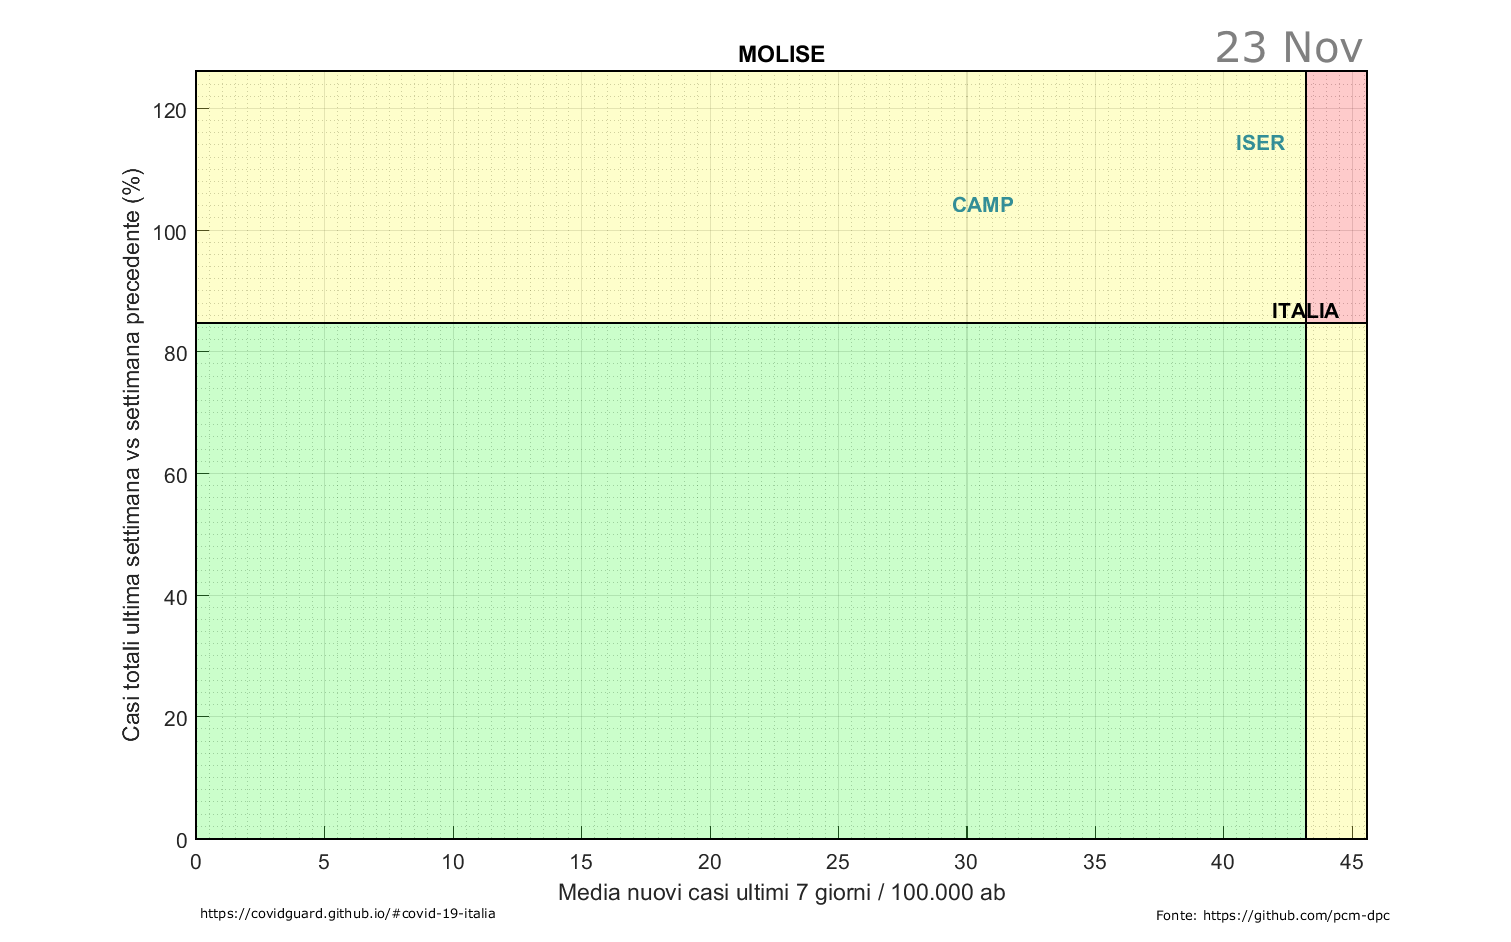 MOLISE
23 Nov
Casi totali ultima settimana vs settimana precedente (%)
120
100
80
60
40
20
0
ISER
CAMP
ITALIA
0 5 10 15 20 25 30 35 40 45
Media nuovi casi ultimi 7 giorni / 100.000 ab
https://covidguard.github.io/#covid-19-italia
Fonte: https://github.com/pcm-dpc